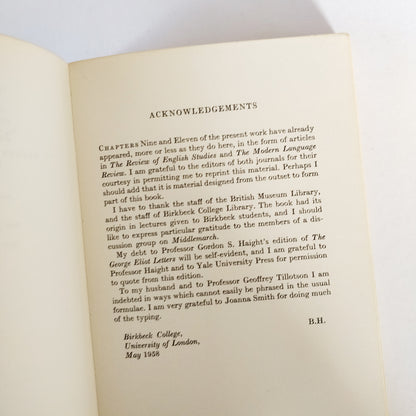 ACKNOWLEDGEMENTS
CHAPTERS Nine and Eleven of the present work have already
appeared, more or less as they do here, in the form of articles
in The Review of English Studies and The Modern Language
Review. I am grateful to the editors of both journals for their
courtesy in permitting me to reprint this material. Perhaps I
should add that it is material designed from the outset to form
part of this book.
I have to thank the staff of the British Museum Library,
and the staff of Birkbeck College Library. The book had its
origin in lectures given to Birkbeck students, and I should
like to express particular gratitude to the members of a dis-
cussion group on Middlemarch.
My debt to Professor Gordon S. Haight's edition of The
George Eliot Letters will be self-evident, and I am grateful to
Professor Haight and to Yale University Press for permission
to quote from this edition.
To my husband and to Professor Geoffrey Tillotson I am
indebted in ways which cannot easily be phrased in the usual
formulae. I am very grateful to Joanna Smith for doing much
of the typing.
Birkbeck College, B.H.
University of London,
May 1958